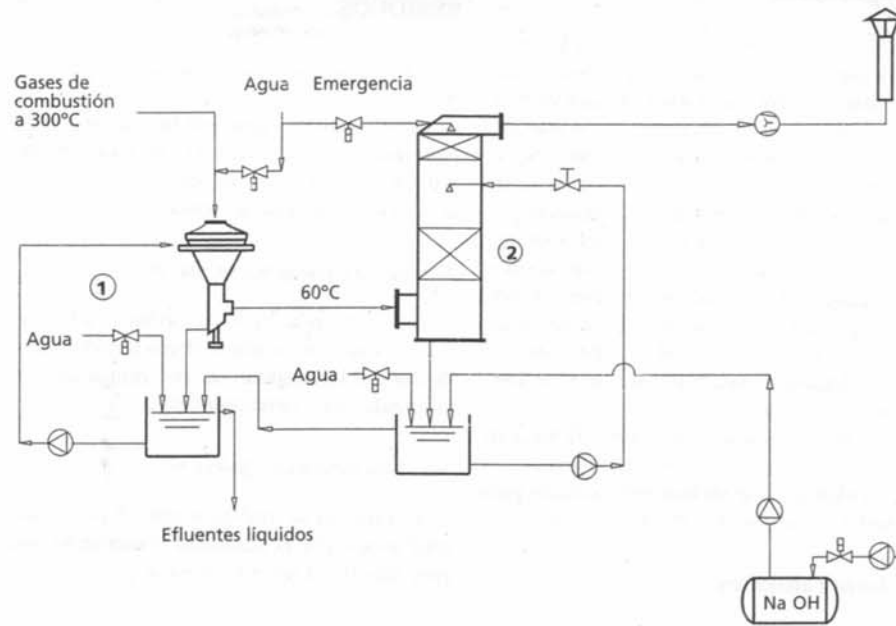 Gases de
combustión
a 300°C
Agua Emergencia
1
2
60°C
Agua
Agua
Efluentes líquidos
Na OH